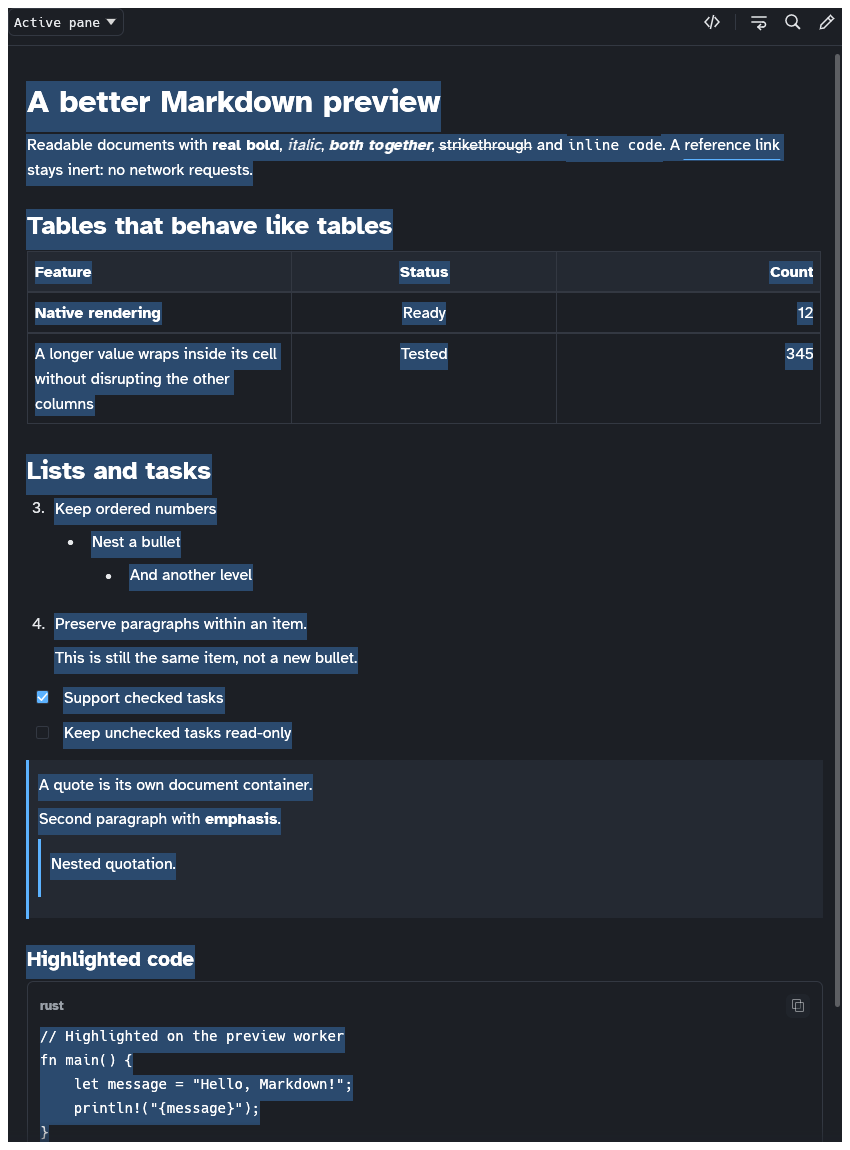 Active pane
A better Markdown preview
Readable documents with real bold, italic, both together, strikethrough and inline code. A reference link
stays inert: no network requests.
Tables that behave like tables
Feature Status Count
Native rendering Ready 12
A longer value wraps inside its cell Tested 345
without disrupting the other
columns
Lists and tasks
3. Keep ordered numbers
• Nest a bullet
• And another level
4. Preserve paragraphs within an item.
This is still the same item, not a new bullet.
Support checked tasks
Keep unchecked tasks read-only
A quote is its own document container.
Second paragraph with emphasis.
Nested quotation.
Highlighted code
rust
// Highlighted on the preview worker
fn main() {
    let message = "Hello, Markdown!";
    println!("{message}");
}